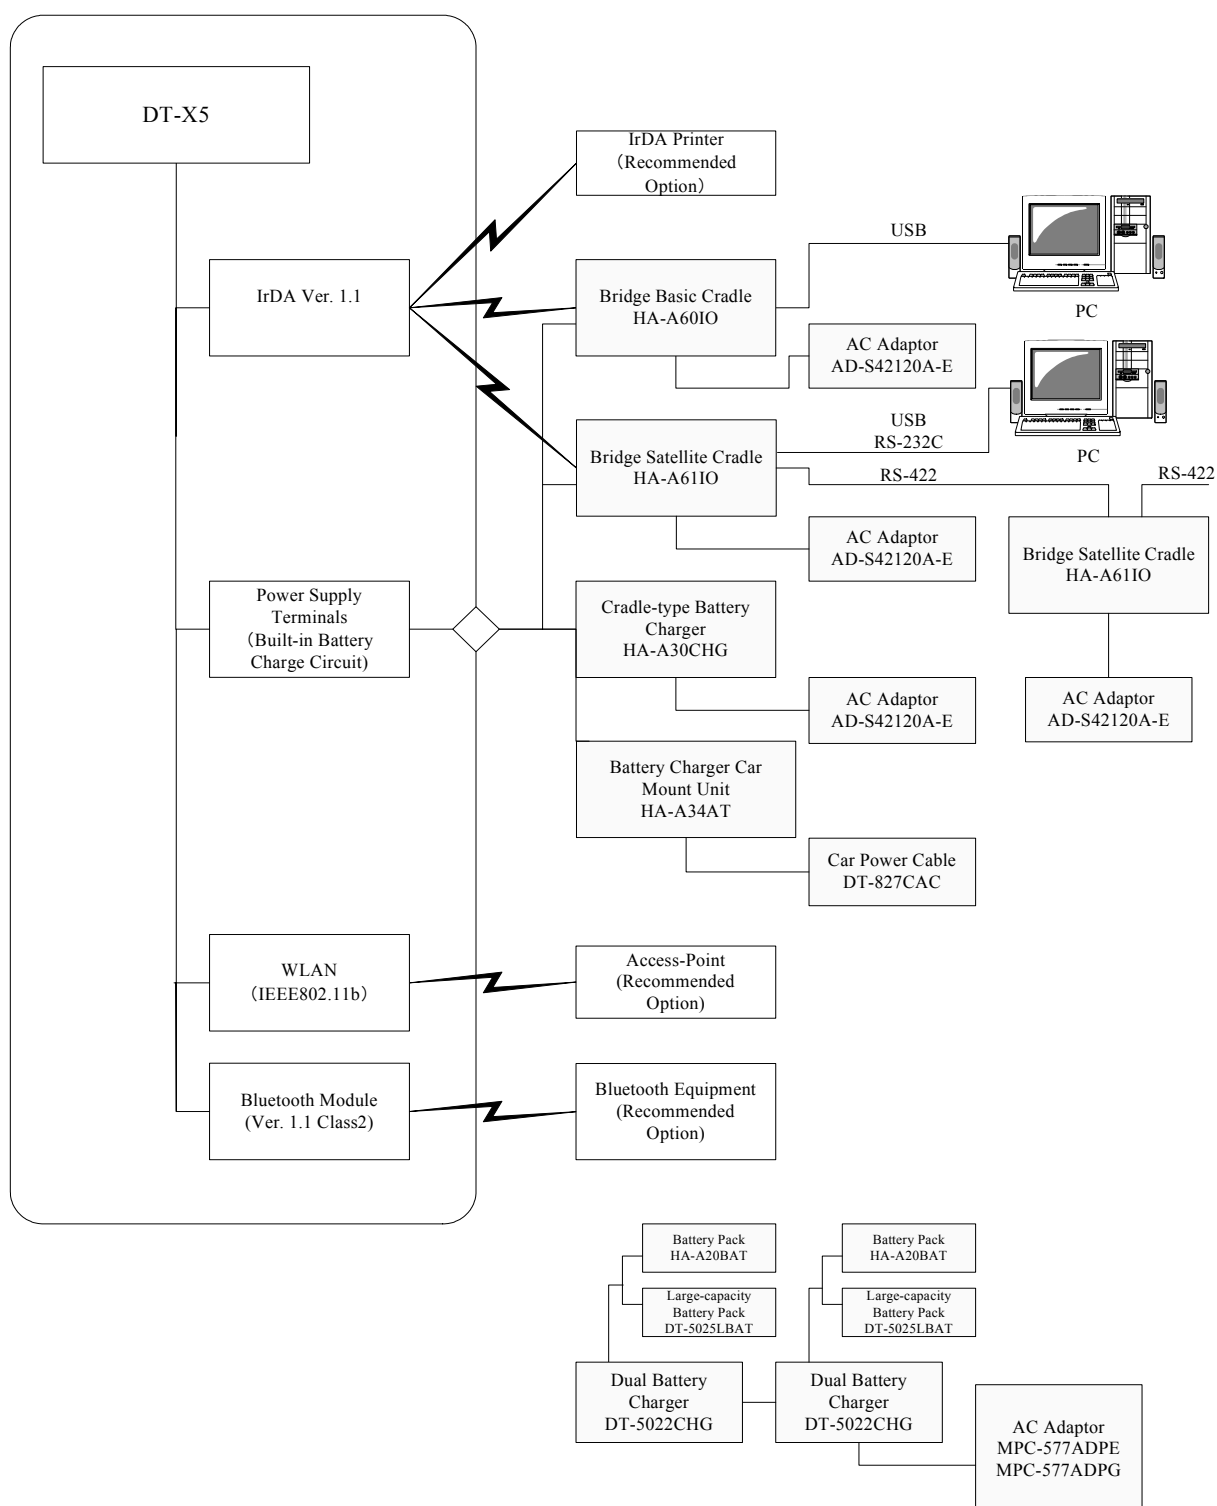 DT-X5
IrDA Printer
(Recommended
Option)
USB
IrDA Ver. 1.1
Bridge Basic Cradle
HA-A60IO
PC
AC Adaptor
AD-S42120A-E
USB
RS-232C
Bridge Satellite Cradle
HA-A61IO
PC
RS-422
RS-422
AC Adaptor
AD-S42120A-E
Bridge Satellite Cradle
HA-A61IO
Power Supply
Terminals
(Built-in Battery
Charge Circuit)
Cradle-type Battery
Charger
HA-A30CHG
AC Adaptor
AD-S42120A-E
AC Adaptor
AD-S42120A-E
Battery Charger Car
Mount Unit
HA-A34AT
Car Power Cable
DT-827CAC
WLAN
(IEEE802.11b)
Access-Point
(Recommended
Option)
Bluetooth Module
(Ver. 1.1 Class2)
Bluetooth Equipment
(Recommended
Option)
Battery Pack
HA-A20BAT
Battery Pack
HA-A20BAT
Large-capacity
Battery Pack
DT-5025LBAT
Large-capacity
Battery Pack
DT-5025LBAT
Dual Battery
Charger
DT-5022CHG
Dual Battery
Charger
DT-5022CHG
AC Adaptor
MPC-577ADPE
MPC-577ADPG